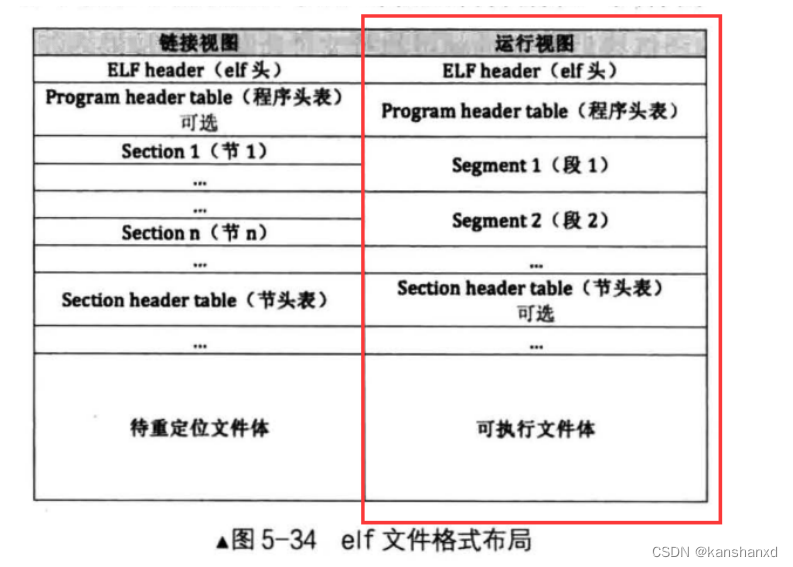 链接视图
运行视图
ELF header（elf 头）
ELF header（elf 头）
Program header table（程序头表）
可选
Program header table（程序头表）
Section 1（节 1）
...
Segment 1（段 1）
...
Section n（节 n）
Segment 2（段 2）
...
...
Section header table（节头表）
Section header table（节头表）
可选
...
...
待重定位文件体
可执行文件体
▲图 5-34 elf 文件格式布局
CSDN @kanshanxd